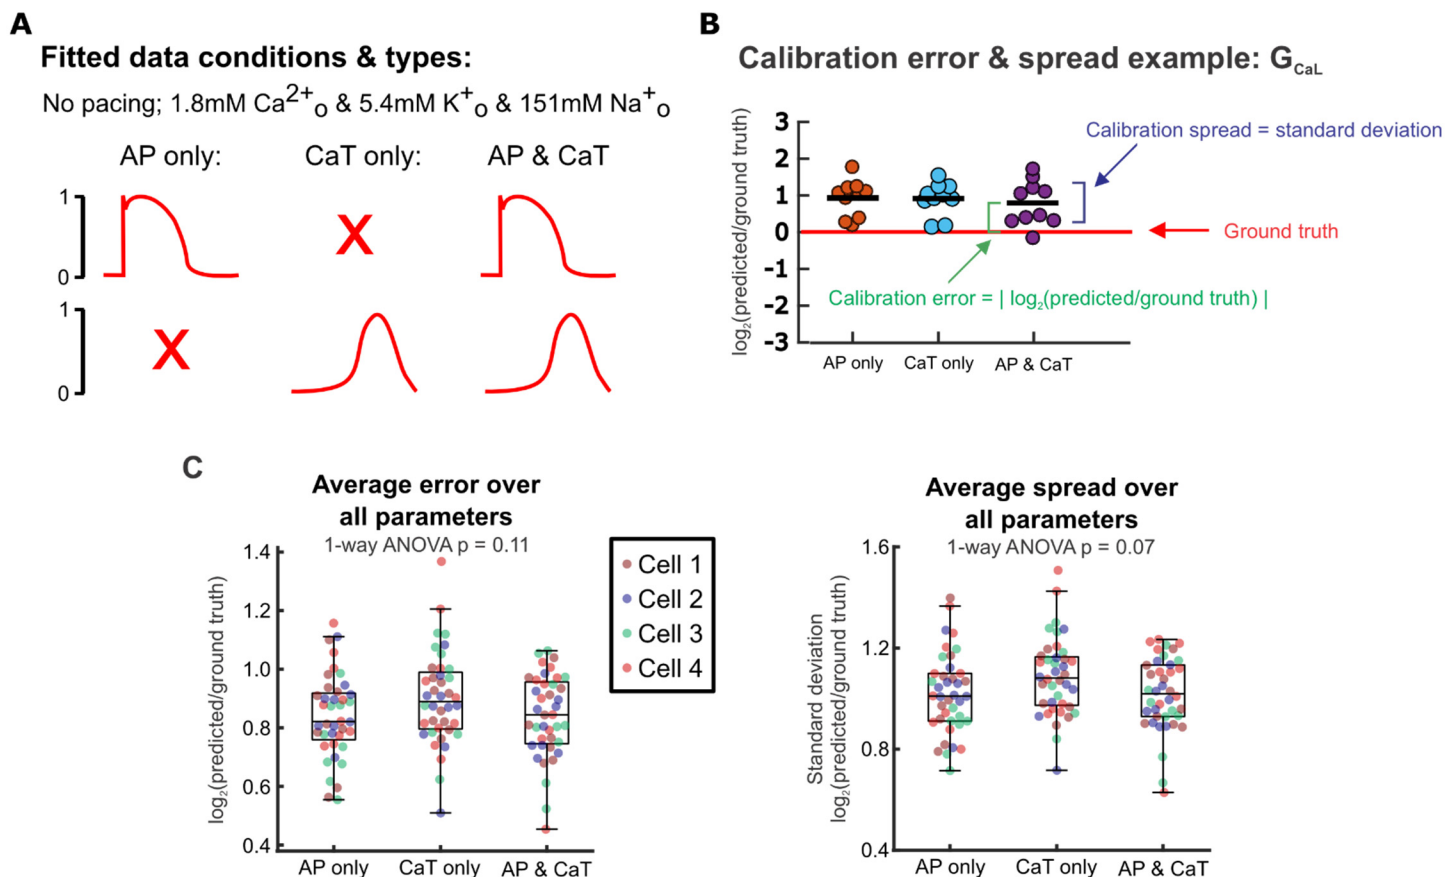 A
Fitted data conditions & types:
No pacing; 1.8mM Ca²⁺ₒ & 5.4mM K⁺ₒ & 151mM Na⁺ₒ
AP only:
CaT only:
AP & CaT
1
0
X
1
0
X
B
Calibration error & spread example: G_CaL
log₂(predicted/ground truth)
3
2
1
0
-1
-2
-3
Calibration spread = standard deviation
Ground truth
Calibration error = | log₂(predicted/ground truth) |
AP only
CaT only
AP & CaT
C
Average error over
all parameters
1-way ANOVA p = 0.11
log₂(predicted/ground truth)
1.4
1.2
1.0
0.8
0.6
0.4
AP only
CaT only
AP & CaT
Cell 1
Cell 2
Cell 3
Cell 4
Average spread over
all parameters
1-way ANOVA p = 0.07
Standard deviation
log₂(predicted/ground truth)
1.6
1.2
0.8
0.4
AP only
CaT only
AP & CaT